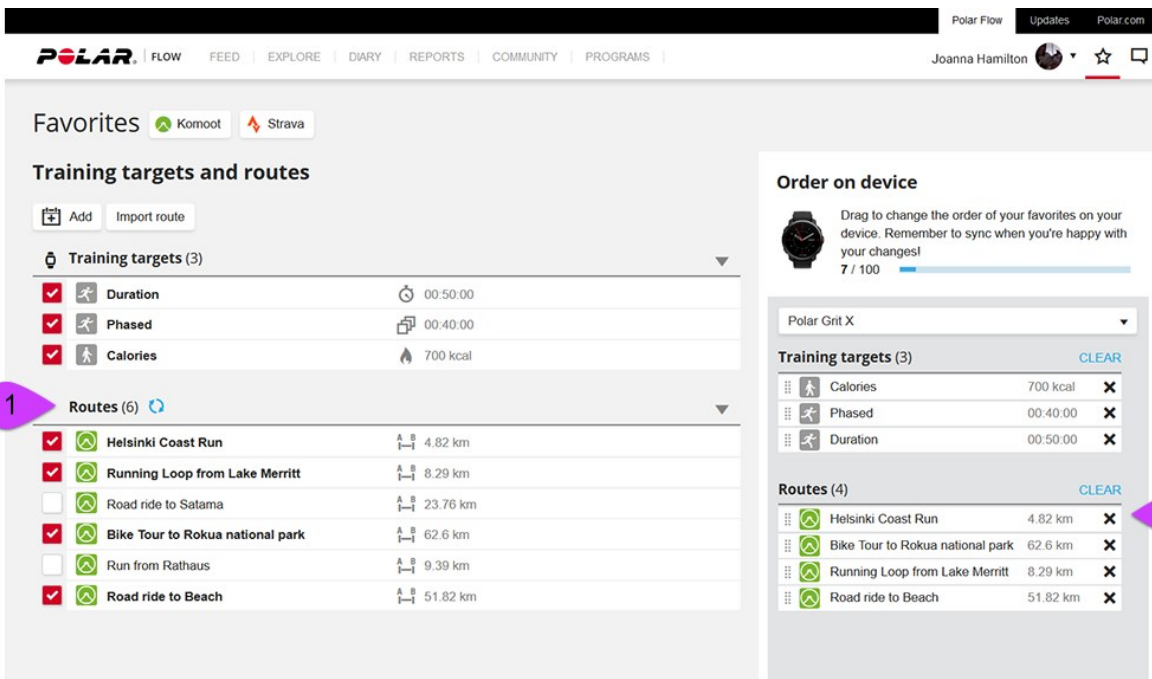 Polar Flow Updates Polar.com
POLAR. FLOW FEED EXPLORE DIARY REPORTS COMMUNITY PROGRAMS Joanna Hamilton
Favorites Komoot Strava
Training targets and routes
Add Import route
Training targets (3)
Duration 00:50:00
Phased 00:40:00
Calories 700 kcal
1
Routes (6)
Helsinki Coast Run A B 4.82 km
Running Loop from Lake Merritt A B 8.29 km
Road ride to Satama A B 23.76 km
Bike Tour to Rokua national park A B 62.6 km
Run from Rathaus A B 9.39 km
Road ride to Beach A B 51.82 km
Order on device
Drag to change the order of your favorites on your
device. Remember to sync when you're happy with
your changes!
7 / 100
Polar Grit X
Training targets (3) CLEAR
Calories 700 kcal
Phased 00:40:00
Duration 00:50:00
Routes (4) CLEAR
Helsinki Coast Run 4.82 km
Bike Tour to Rokua national park 62.6 km
Running Loop from Lake Merritt 8.29 km
Road ride to Beach 51.82 km